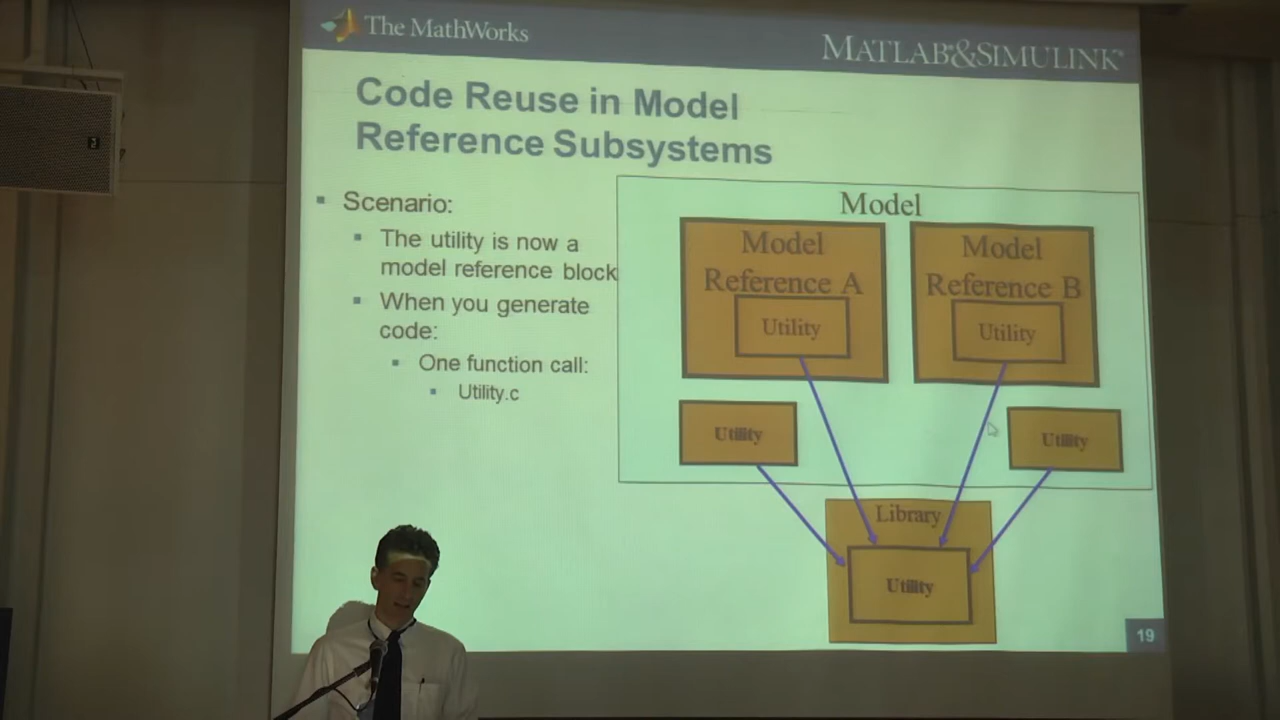 The MathWorks
MATLAB&SIMULINK®
Code Reuse in Model
Reference Subsystems
Scenario:
The utility is now a
model reference block
When you generate
code:
One function call:
Utility.c
Model
Model
Reference A
Utility
Model
Reference B
Utility
Utility
Utility
Library
Utility
19